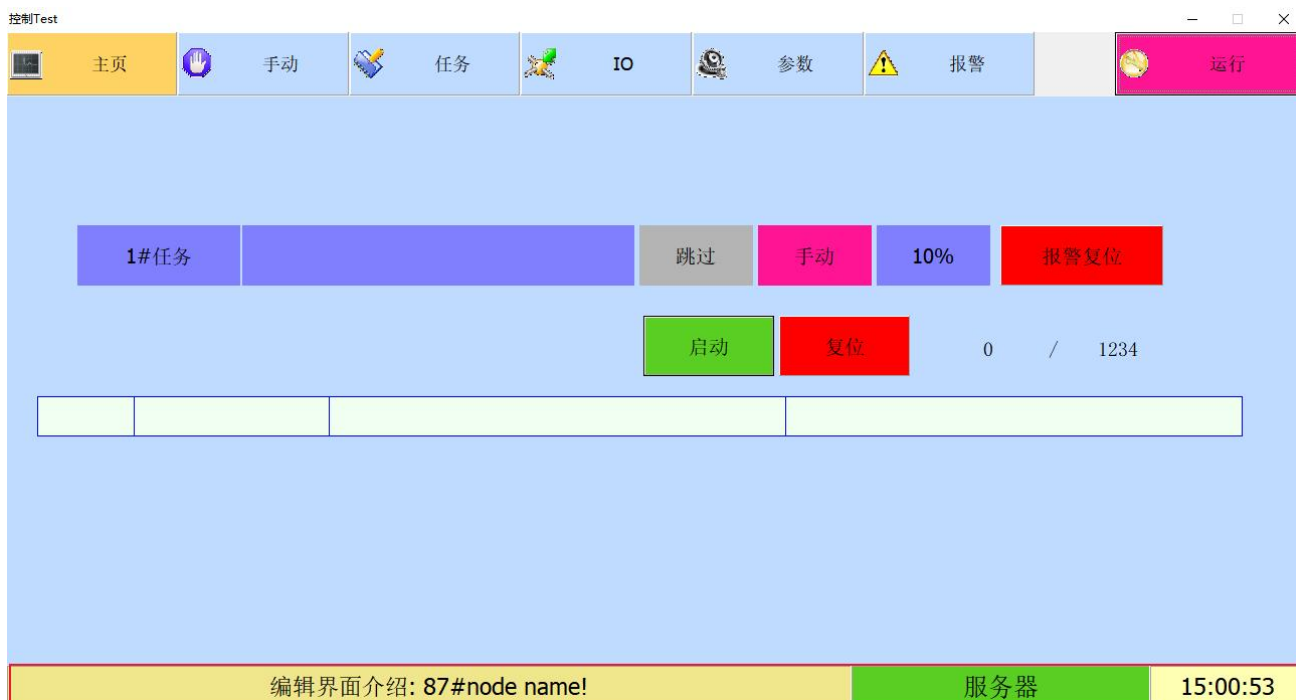 控制Test
主页 手动 任务 IO 参数 报警 运行
1#任务 跳过 手动 10% 报警复位
启动 复位 0 / 1234
编辑界面介绍: 87#node name! 服务器 15:00:53